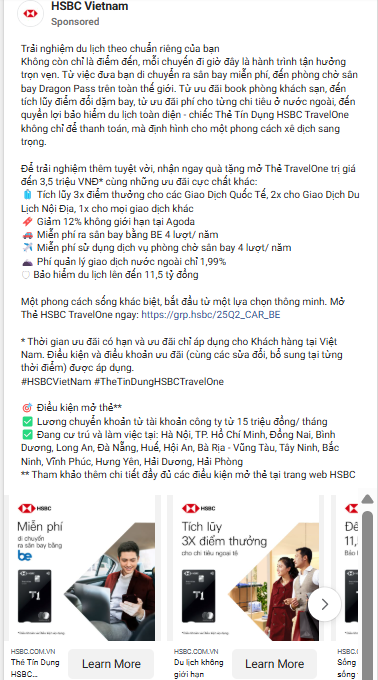 HSBC Vietnam
Sponsored
Trải nghiệm du lịch theo chuẩn riêng của bạn
Không còn chỉ là điểm đến, mỗi chuyến đi giờ đây là hành trình tận hưởng
trọn vẹn. Từ việc đưa bạn di chuyển ra sân bay miễn phí, đến phòng chờ sân
bay Dragon Pass trên toàn thế giới. Từ ưu đãi book phòng khách sạn, đến
tích lũy điểm đổi dặm bay, từ ưu đãi phí cho từng chi tiêu ở nước ngoài, đến
quyền lợi bảo hiểm du lịch toàn diện - chiếc Thẻ Tín Dụng HSBC TravelOne
không chỉ để thanh toán, mà định hình cho một phong cách xê dịch sang
trọng.
Để trải nghiệm thêm tuyệt vời, nhận ngay quà tặng mở Thẻ TravelOne trị giá
đến 3,5 triệu VNĐ* cùng những ưu đãi cực chất khác:
🧳 Tích lũy 3x điểm thưởng cho các Giao Dịch Quốc Tế, 2x cho Giao Dịch Du
Lịch Nội Địa, 1x cho mọi giao dịch khác
Giảm 12% không giới hạn tại Agoda
Miễn phí ra sân bay bằng BE 4 lượt/ năm
✈️ Miễn phí sử dụng dịch vụ phòng chờ sân bay 4 lượt/ năm
Phí quản lý giao dịch nước ngoài chỉ 1,99%
🛡️ Bảo hiểm du lịch lên đến 11,5 tỷ đồng
Một phong cách sống khác biệt, bắt đầu từ một lựa chọn thông minh. Mở
Thẻ HSBC TravelOne ngay: https://grp.hsbc/25Q2_CAR_BE
* Thời gian ưu đãi có hạn và ưu đãi chỉ áp dụng cho Khách hàng tại Việt
Nam. Điều kiện và điều khoản ưu đãi (cùng các sửa đổi, bổ sung tại từng
thời điểm) được áp dụng.
#HSBCVietNam #TheTinDungHSBCTravelOne
🎯 Điều kiện mở thẻ**
✅ Lương chuyển khoản từ tài khoản công ty từ 15 triệu đồng/ tháng
✅ Đang cư trú và làm việc tại: Hà Nội, TP. Hồ Chí Minh, Đồng Nai, Bình
Dương, Long An, Đà Nẵng, Huế, Hội An, Bà Rịa - Vũng Tàu, Tây Ninh, Bắc
Ninh, Vĩnh Phúc, Hưng Yên, Hải Dương, Hải Phòng
** Tham khảo thêm chi tiết đầy đủ các điều kiện mở thẻ tại trang web HSBC
HSBC
Miễn phí
di chuyển
ra sân bay bằng
be
HSBC.COM.VN
Thẻ Tín Dụng
HSBC...
Learn More
HSBC
Tích lũy
3X điểm thưởng
cho chi tiêu ngoại tệ
HSBC.COM.VN
Du lịch không
giới hạn
Learn More
Đế
11,
Bảo
HSBC.C
Sống
sống